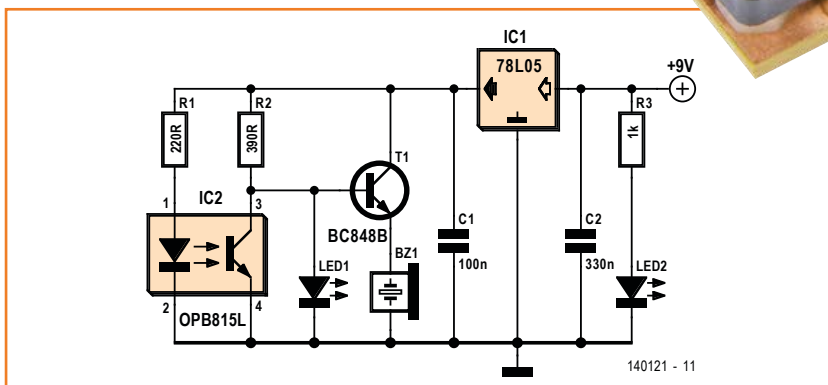 IC1
78L05
+9V
R1
220R
R2
390R
R3
1k
T1
IC2
1
3
BC848B
C1
100n
C2
330n
BZ1
LED1
LED2
2
4
OPB815L
140121 - 11